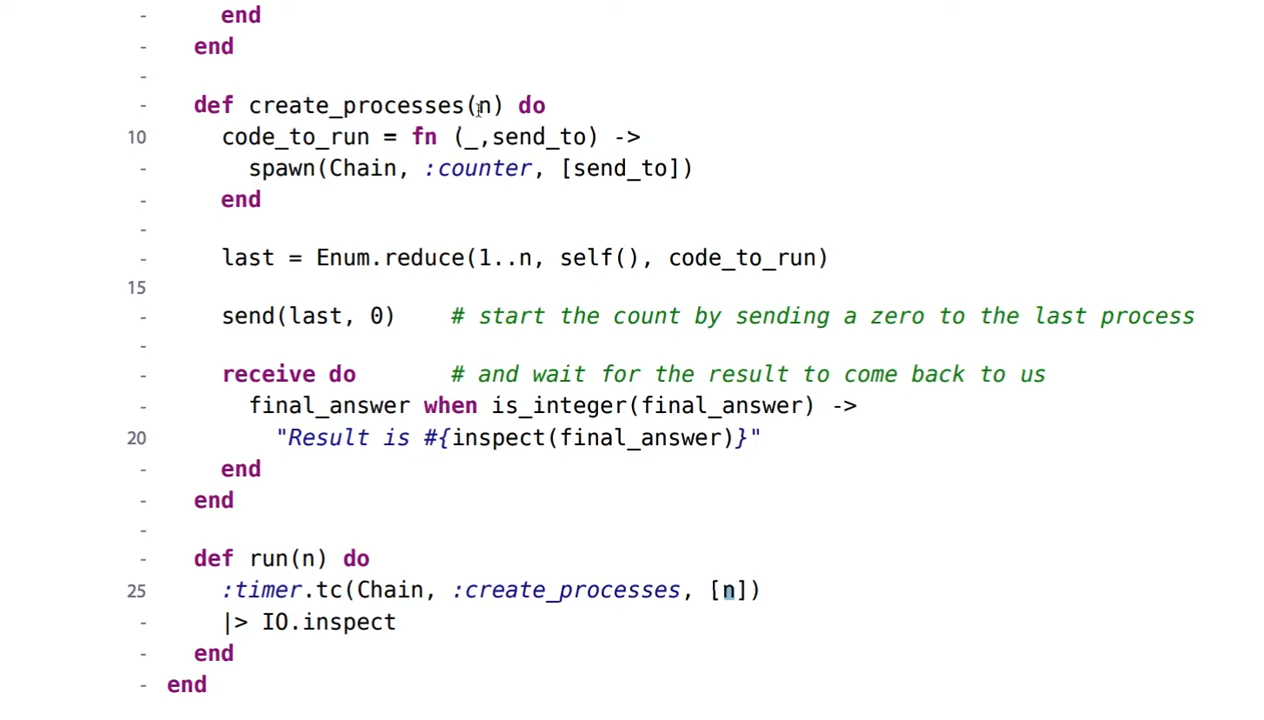 - end
- end
-
- def create_processes(n) do
10 code_to_run = fn (_,send_to) ->
- spawn(Chain, :counter, [send_to])
- end
-
- last = Enum.reduce(1..n, self(), code_to_run)
15
- send(last, 0) # start the count by sending a zero to the last process
-
- receive do # and wait for the result to come back to us
- final_answer when is_integer(final_answer) ->
20 "Result is #{inspect(final_answer)}"
- end
- end
-
- def run(n) do
25 :timer.tc(Chain, :create_processes, [n])
- |> IO.inspect
- end
- end